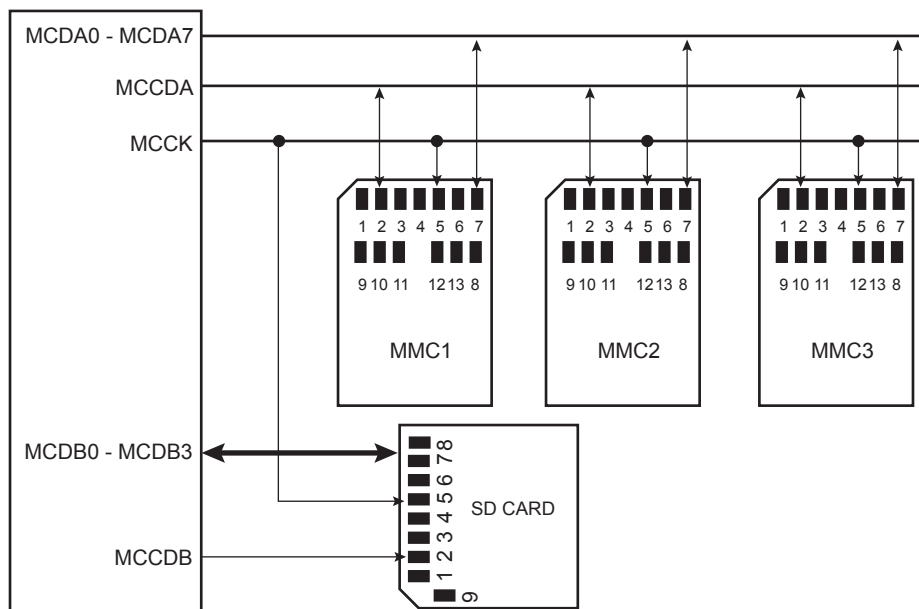 MCDA0 - MCDA7
MCCDA
MCCK
1 2 3 4 5 6 7
9 10 11 12 13 8
MMC1
1 2 3 4 5 6 7
9 10 11 12 13 8
MMC2
1 2 3 4 5 6 7
9 10 11 12 13 8
MMC3
MCDB0 - MCDB3
MCCDB
1 2 3 4 5 6 7 8
9
SD CARD